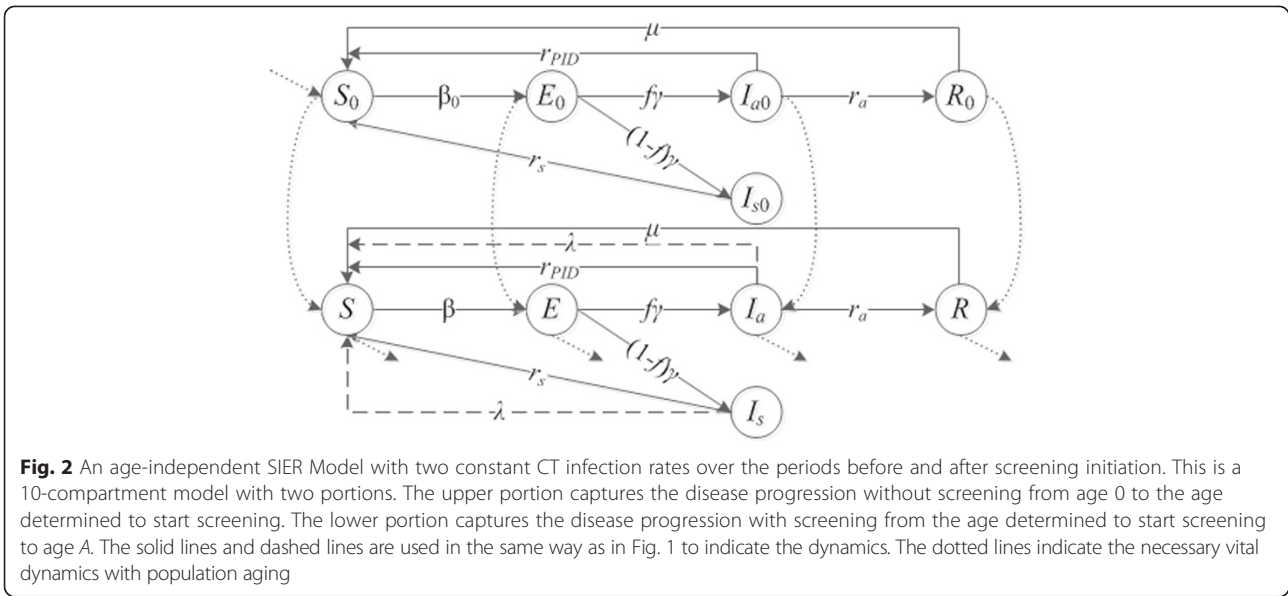 μ
r_PID
S_0 β_0 E_0 fγ I_a0 r_a R_0
(1-f)γ
r_s
I_s0
μ
λ
r_PID
S β E fγ I_a r_a R
(1-f)γ
r_s
λ
I_s
Fig. 2 An age-independent SIER Model with two constant CT infection rates over the periods before and after screening initiation. This is a
10-compartment model with two portions. The upper portion captures the disease progression without screening from age 0 to the age
determined to start screening. The lower portion captures the disease progression with screening from the age determined to start screening
to age A. The solid lines and dashed lines are used in the same way as in Fig. 1 to indicate the dynamics. The dotted lines indicate the necessary vital
dynamics with population aging